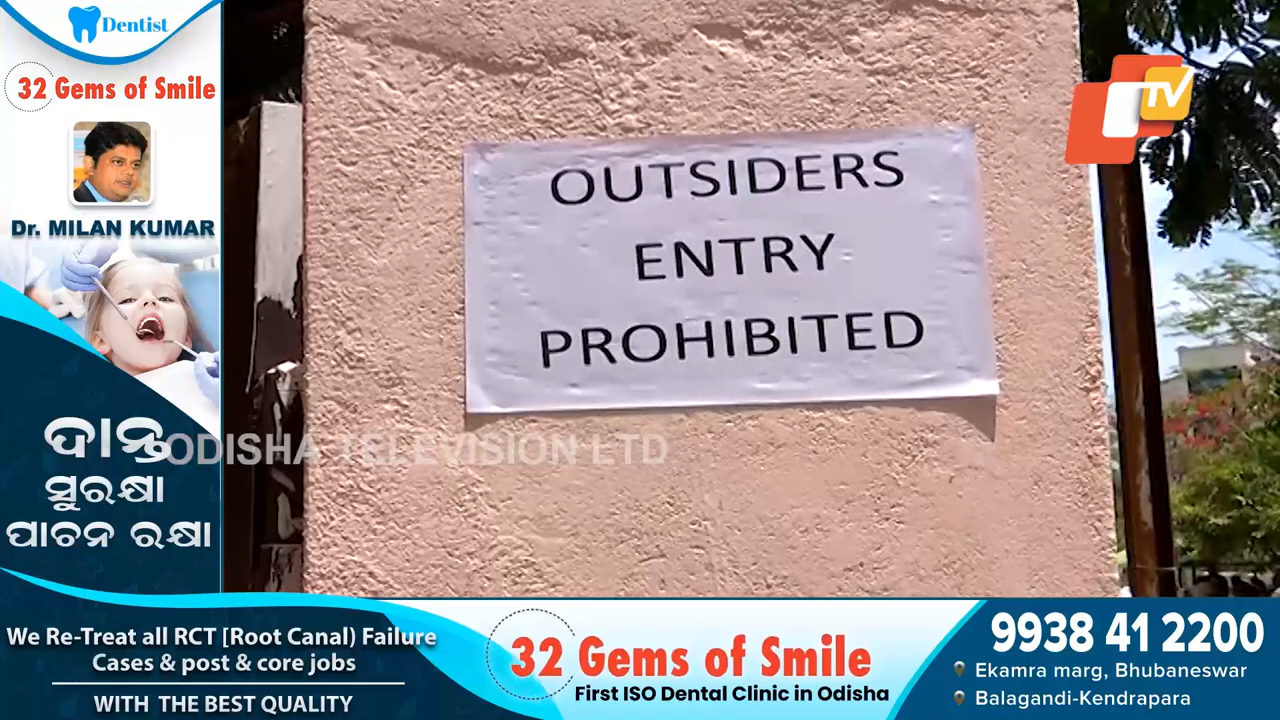 Dentist
32 Gems of Smile
Dr. MILAN KUMAR
ଦାନ୍ତ
ସୁରକ୍ଷା
ପାଚନ ରକ୍ଷା
OUTSIDERS
ENTRY
PROHIBITED
TV
ODISHA TELEVISION LTD
We Re-Treat all RCT [Root Canal) Failure
Cases & post & core jobs
WITH THE BEST QUALITY
32 Gems of Smile
First ISO Dental Clinic in Odisha
9938 41 2200
Ekamra marg, Bhubaneswar
Balagandi-Kendrapara